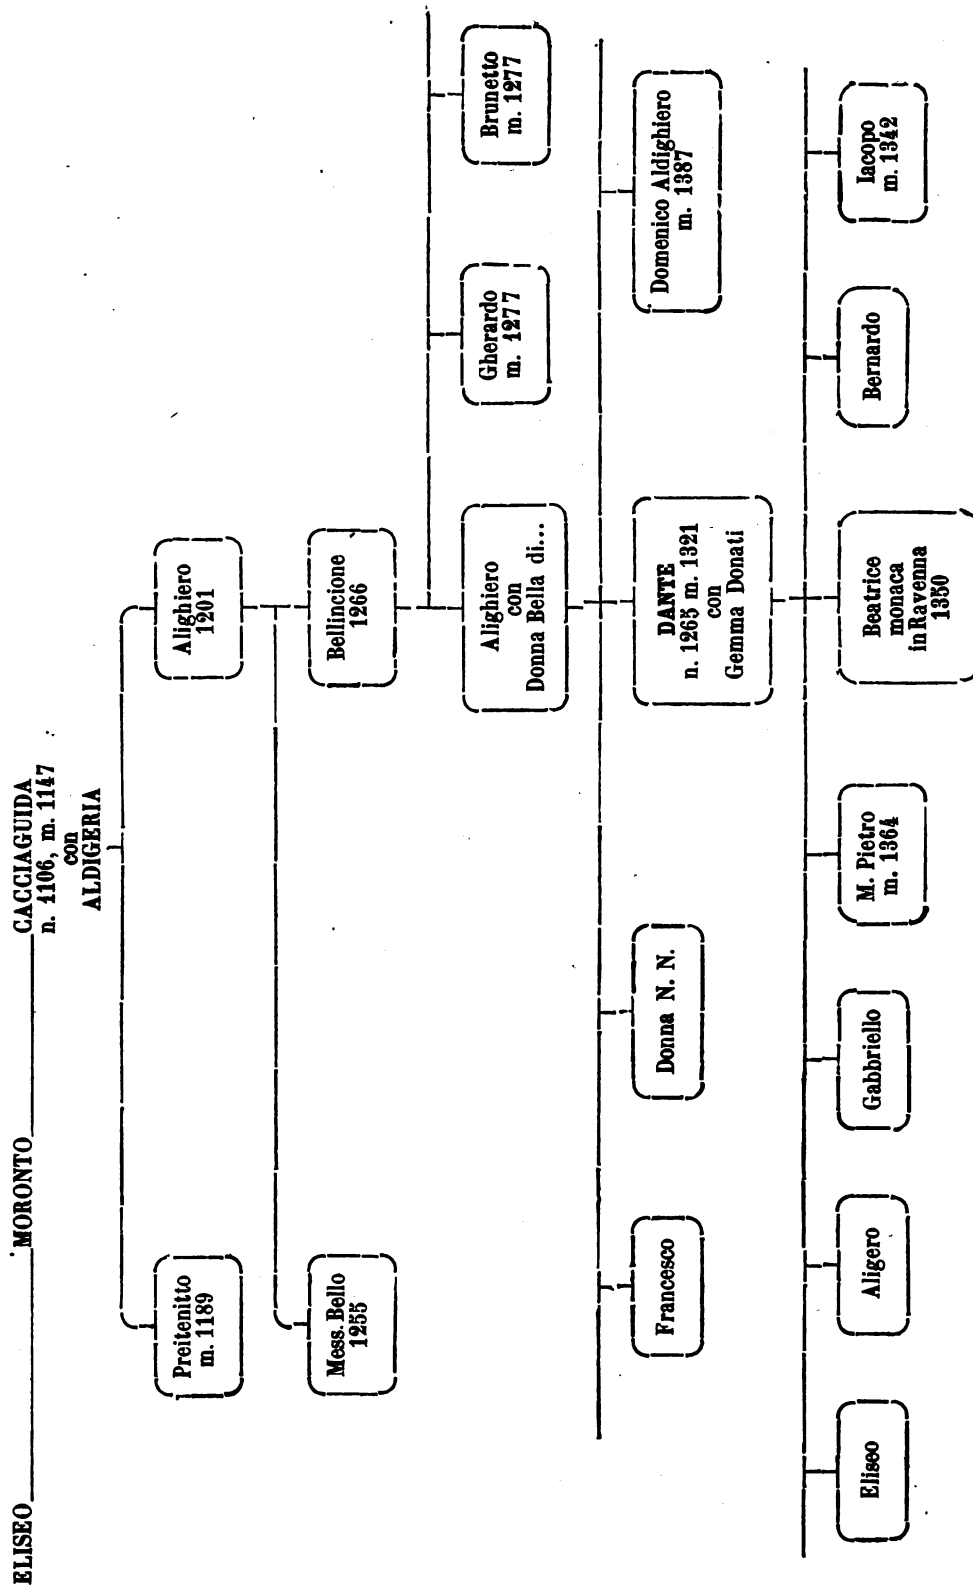 ELISEO
MORONTO
CACCIAGUIDA
n. 1106, m. 1147
con
ALDIGERIA
Preitenitto
m. 1189
Alighiero
1201
Mess. Bello
1255
Bellincione
1266
Alighiero
con
Donna Bella di...
Gherardo
m. 1277
Brunetto
m. 1277
Francesco
Donna N. N.
DANTE
n. 1265 m. 1321
con
Gemma Donati
Domenico Aldighiero
m. 1387
Eliseo
Aligero
Gabbriello
M. Pietro
m. 1364
Beatrice
monaca
in Ravenna
1350
Bernardo
Iacopo
m. 1342